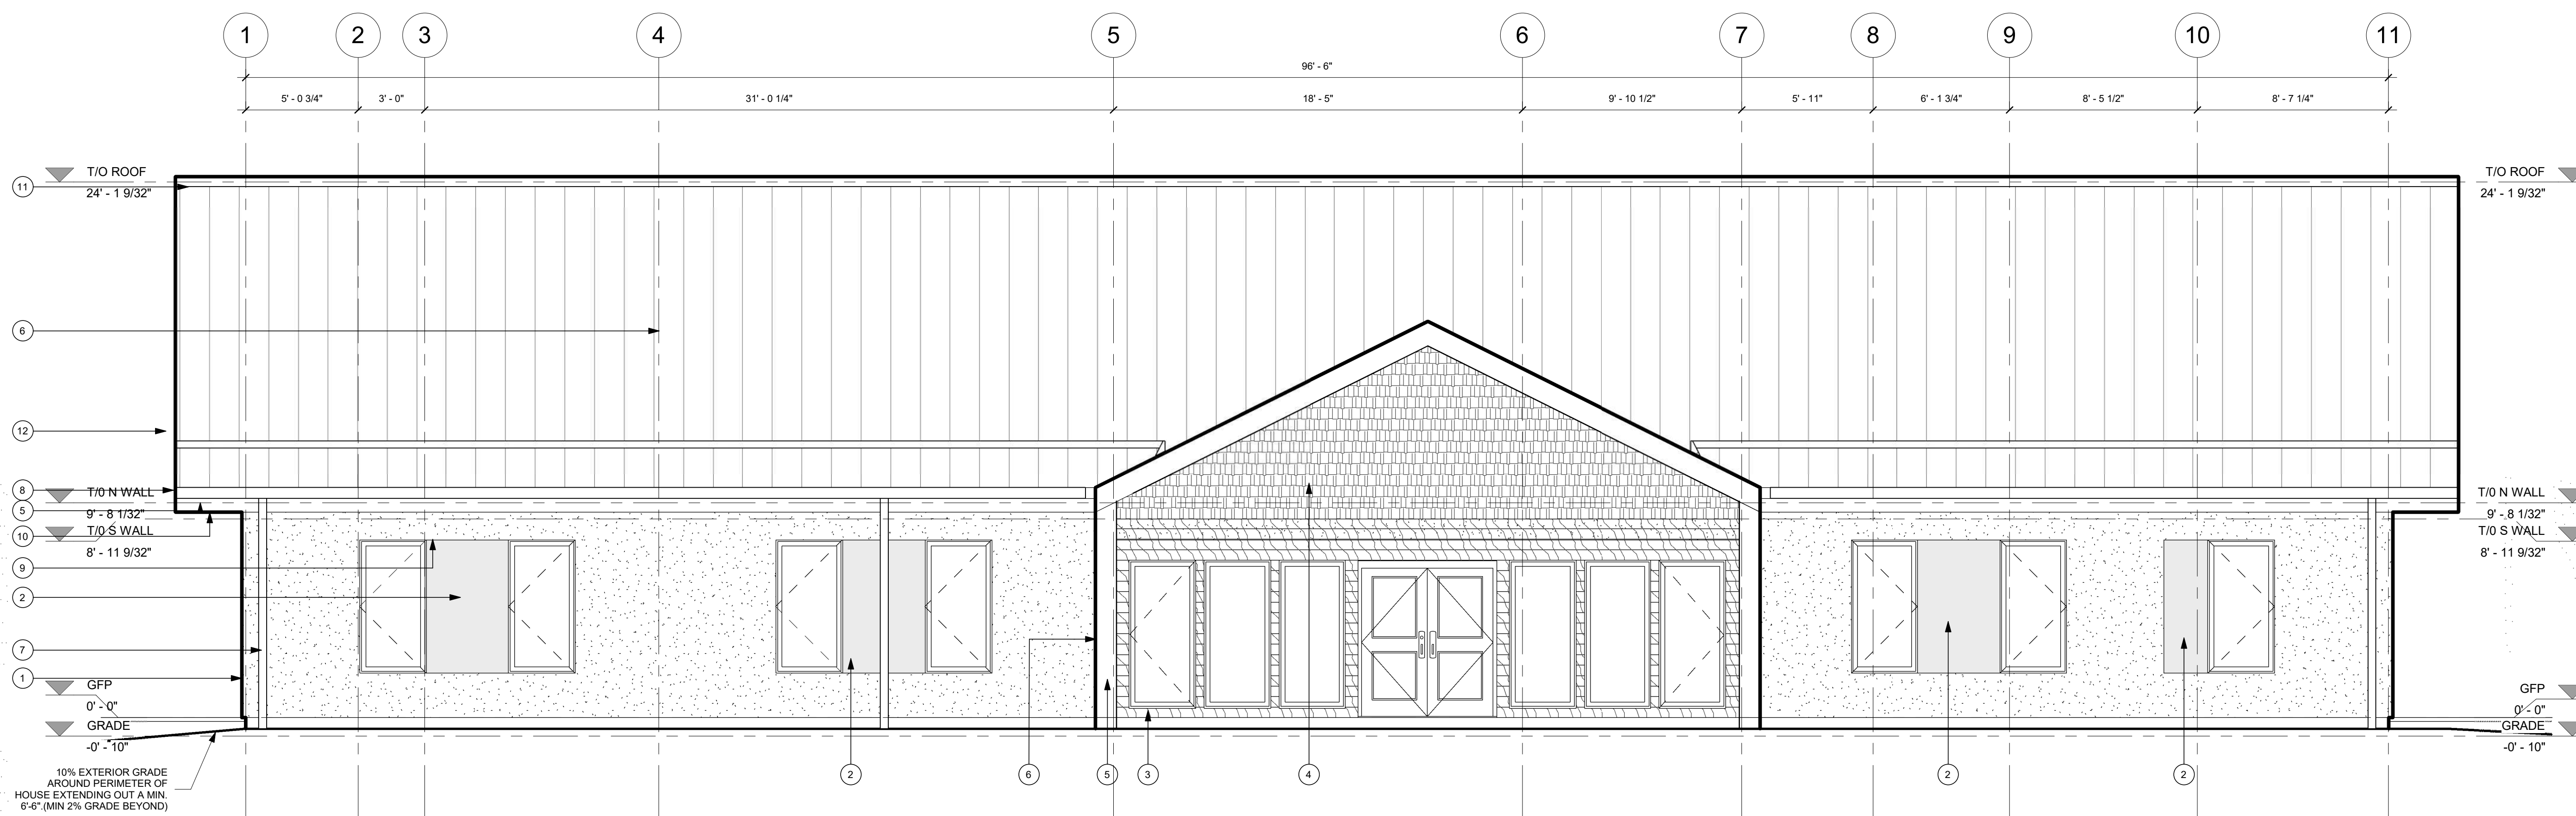 1 2 3 4 5 6 7 8 9 10 11
96' - 6"
5' - 0 3/4" 3' - 0" 31' - 0 1/4" 18' - 5" 9' - 10 1/2" 5' - 11" 6' - 1 3/4" 8' - 5 1/2" 8' - 7 1/4"
T/O ROOF
24' - 1 9/32"
T/O ROOF
24' - 1 9/32"
11
6
12
8
5
10
9
2
7
1
T/0 N WALL
9' - 8 1/32"
T/0 S WALL
8' - 11 9/32"
T/0 N WALL
9' - 8 1/32"
T/0 S WALL
8' - 11 9/32"
GFP
0' - 0"
GRADE
-0' - 10"
GFP
0' - 0"
GRADE
-0' - 10"
10% EXTERIOR GRADE
AROUND PERIMETER OF
HOUSE EXTENDING OUT A MIN.
6'-6".(MIN 2% GRADE BEYOND)
2 6 5 3 4 2 2